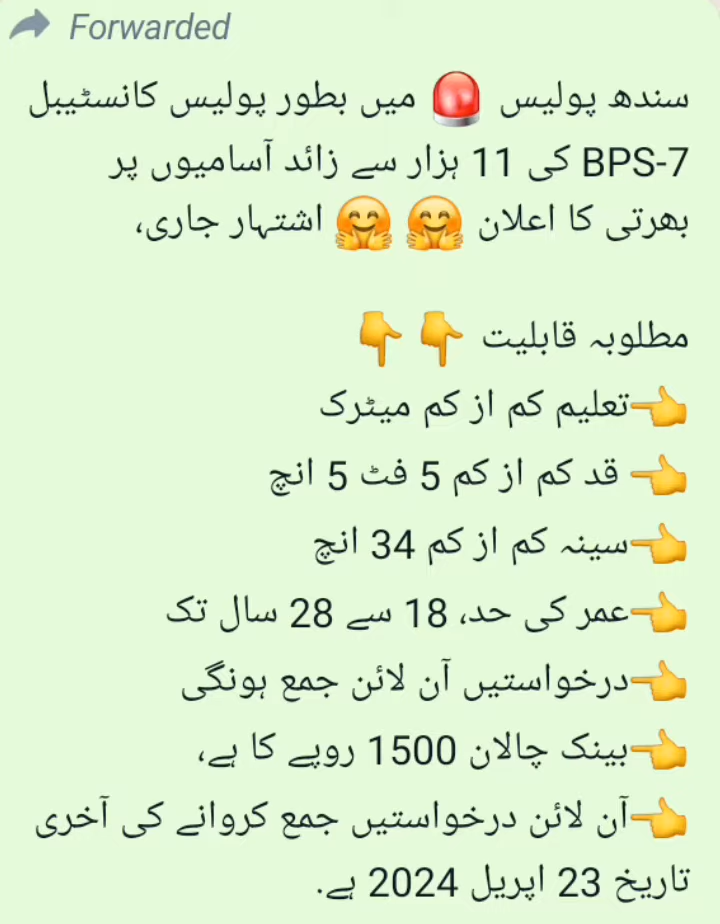 Forwarded
سندھ پولیس 🚨 میں بطور پولیس کانسٹیبل
BPS-7 کی 11 ہزار سے زائد آسامیوں پر
بھرتی کا اعلان 🤗 🤗 اشتہار جاری،
مطلوبہ قابلیت 👇 👇
👈تعلیم کم از کم میٹرک
👈 قد کم از کم 5 فٹ 5 انچ
👈سینہ کم از کم 34 انچ
👈عمر کی حد، 18 سے 28 سال تک
👈درخواستیں آن لائن جمع ہونگی
👈بینک چالان 1500 روپے کا ہے،
👈آن لائن درخواستیں جمع کروانے کی آخری
تاریخ 23 اپریل 2024 ہے.